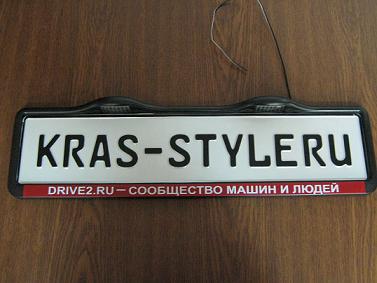 KRAS-STYLERU
DRIVE2.RU — СООБЩЕСТВО МАШИН И ЛЮДЕЙ